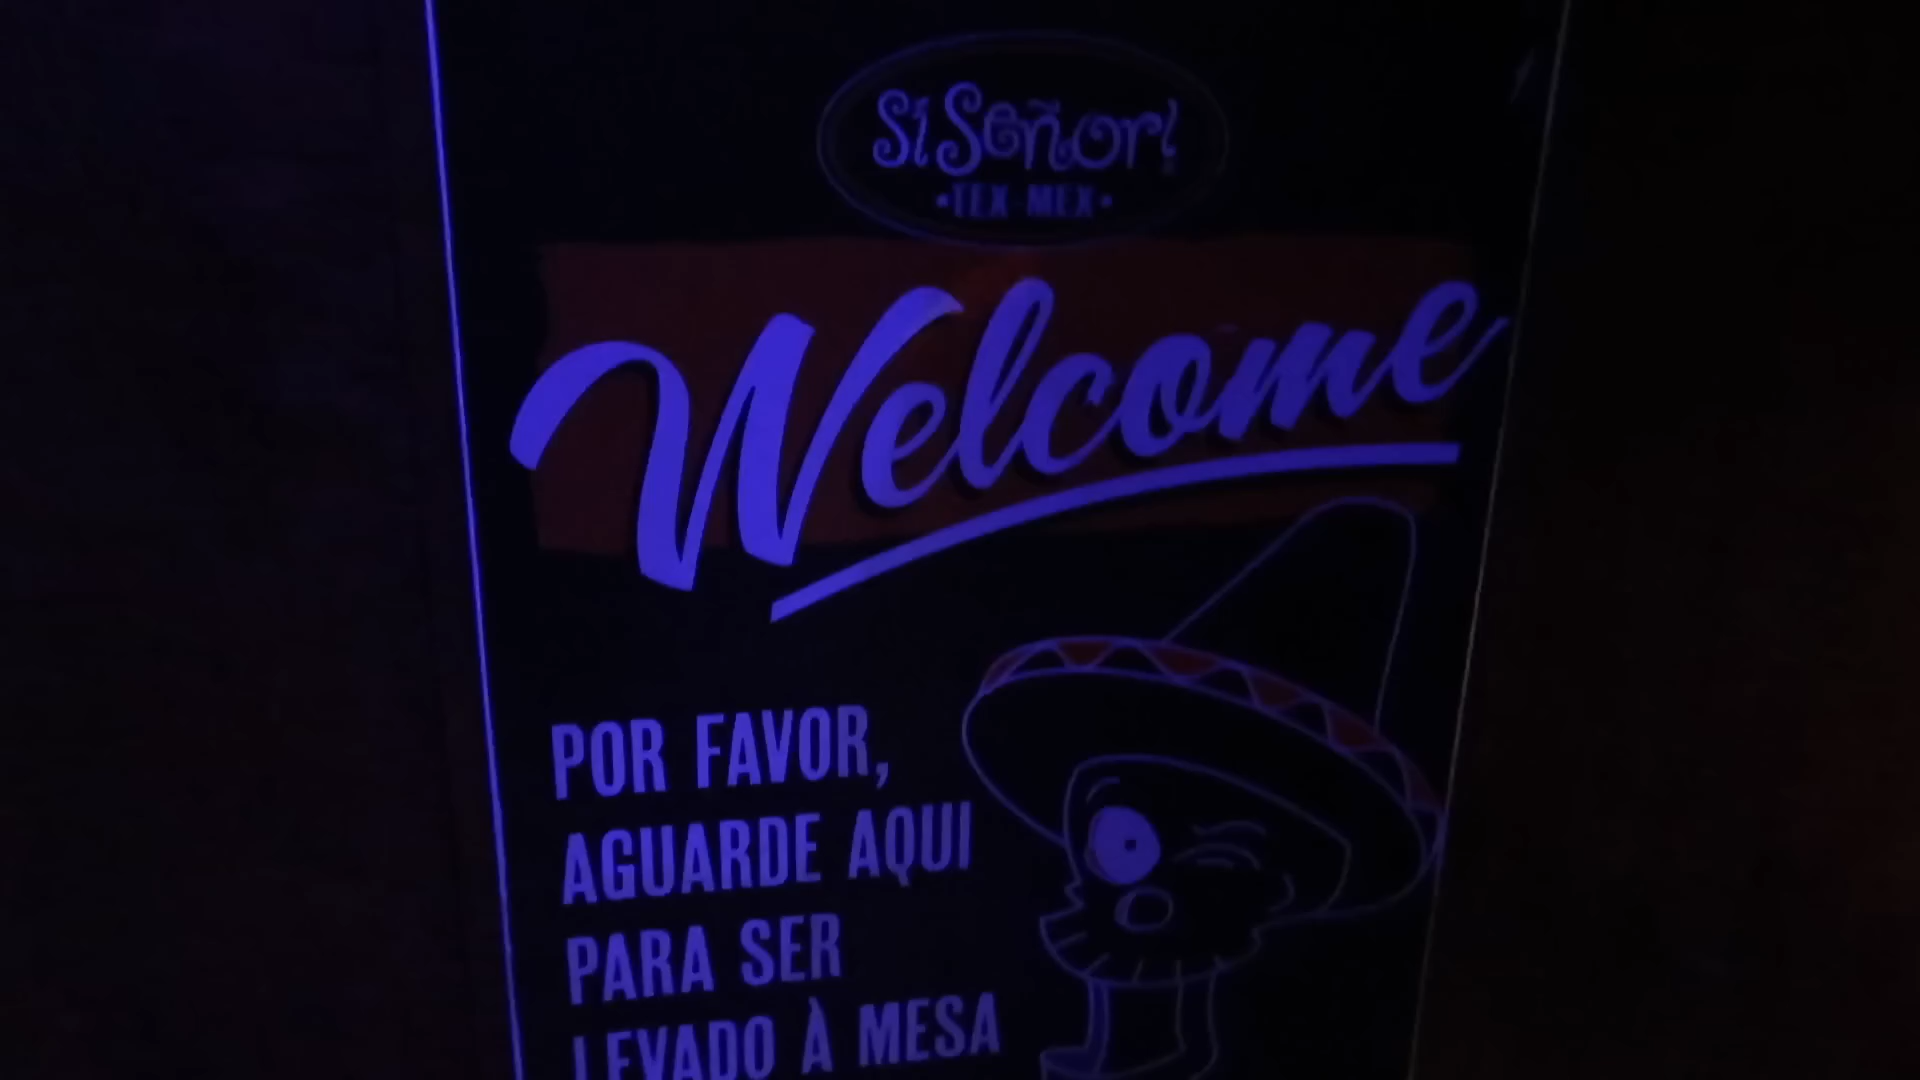 Sí Señor!
•TEX MEX•
Welcome
POR FAVOR,
AGUARDE AQUI
PARA SER
LEVADO À MESA